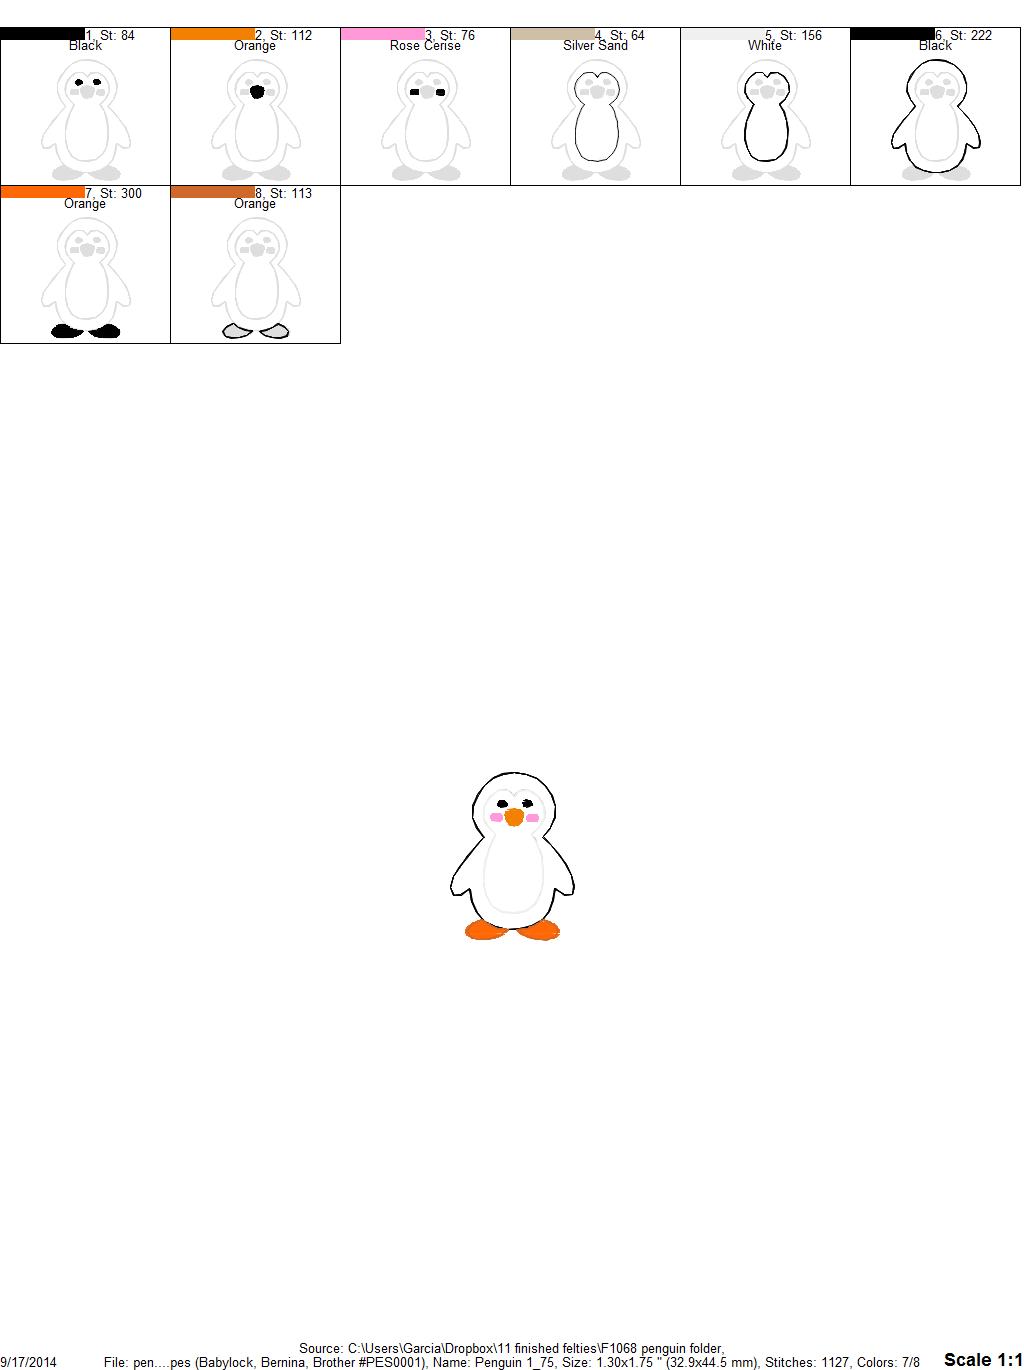 1, St: 84
Black
2, St: 112
Orange
3, St: 76
Rose Cerise
4, St: 64
Silver Sand
5, St: 156
White
6, St: 222
Black
7, St: 300
Orange
8, St: 113
Orange
Source: C:\Users\Garcia\Dropbox\11 finished felties\F1068 penguin folder,
9/17/2014 File: pen....pes (Babylock, Bernina, Brother #PES0001), Name: Penguin 1_75, Size: 1.30x1.75 " (32.9x44.5 mm), Stitches: 1127, Colors: 7/8 Scale 1:1